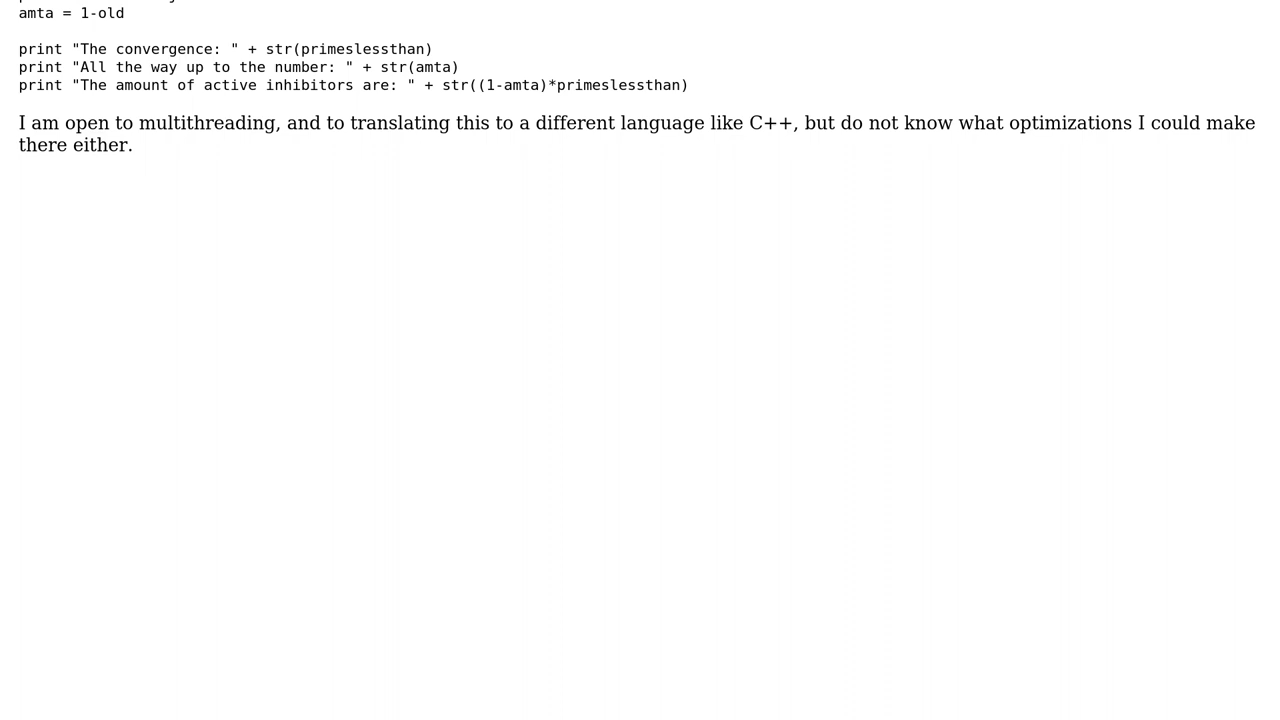 amta = 1-old
print "The convergence: " + str(primeslessthan)
print "All the way up to the number: " + str(amta)
print "The amount of active inhibitors are: " + str((1-amta)*primeslessthan)
I am open to multithreading, and to translating this to a different language like C++, but do not know what optimizations I could make
there either.